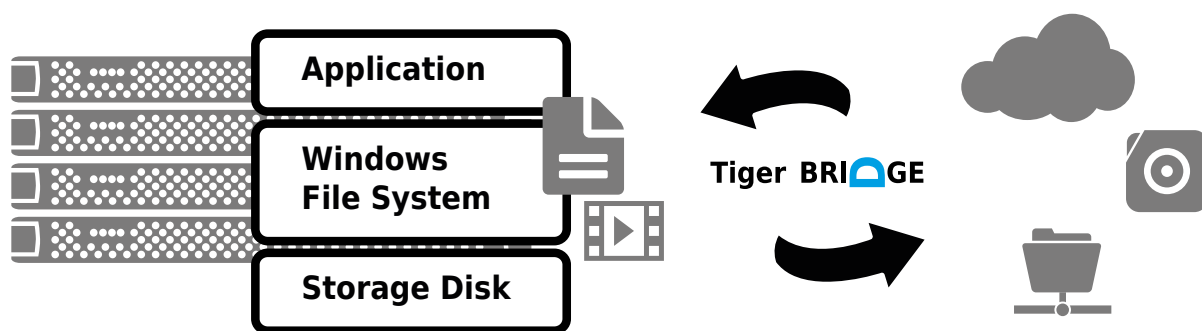 Application
Windows
File System
Storage Disk
Tiger BRIDGE